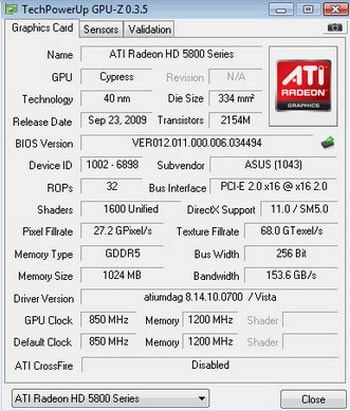 TechPowerUp GPU-Z 0.3.5
Graphics Card Sensors Validation
Name ATI Radeon HD 5800 Series
GPU Cypress Revision N/A
Technology 40 nm Die Size 334 mm²
Release Date Sep 23, 2009 Transistors 2154M
BIOS Version VER012.011.000.006.034494
Device ID 1002 - 6898 Subvendor ASUS (1043)
ROPs 32 Bus Interface PCI-E 2.0 x16 @ x16 2.0
Shaders 1600 Unified DirectX Support 11.0 / SM5.0
Pixel Fillrate 27.2 GPixel/s Texture Fillrate 68.0 GTexel/s
Memory Type GDDR5 Bus Width 256 Bit
Memory Size 1024 MB Bandwidth 153.6 GB/s
Driver Version atiumdag 8.14.10.0700 / Vista
GPU Clock 850 MHz Memory 1200 MHz Shader
Default Clock 850 MHz Memory 1200 MHz Shader
ATI CrossFire Disabled
ATI Radeon HD 5800 Series Close
ATI
RADEON
GRAPHICS